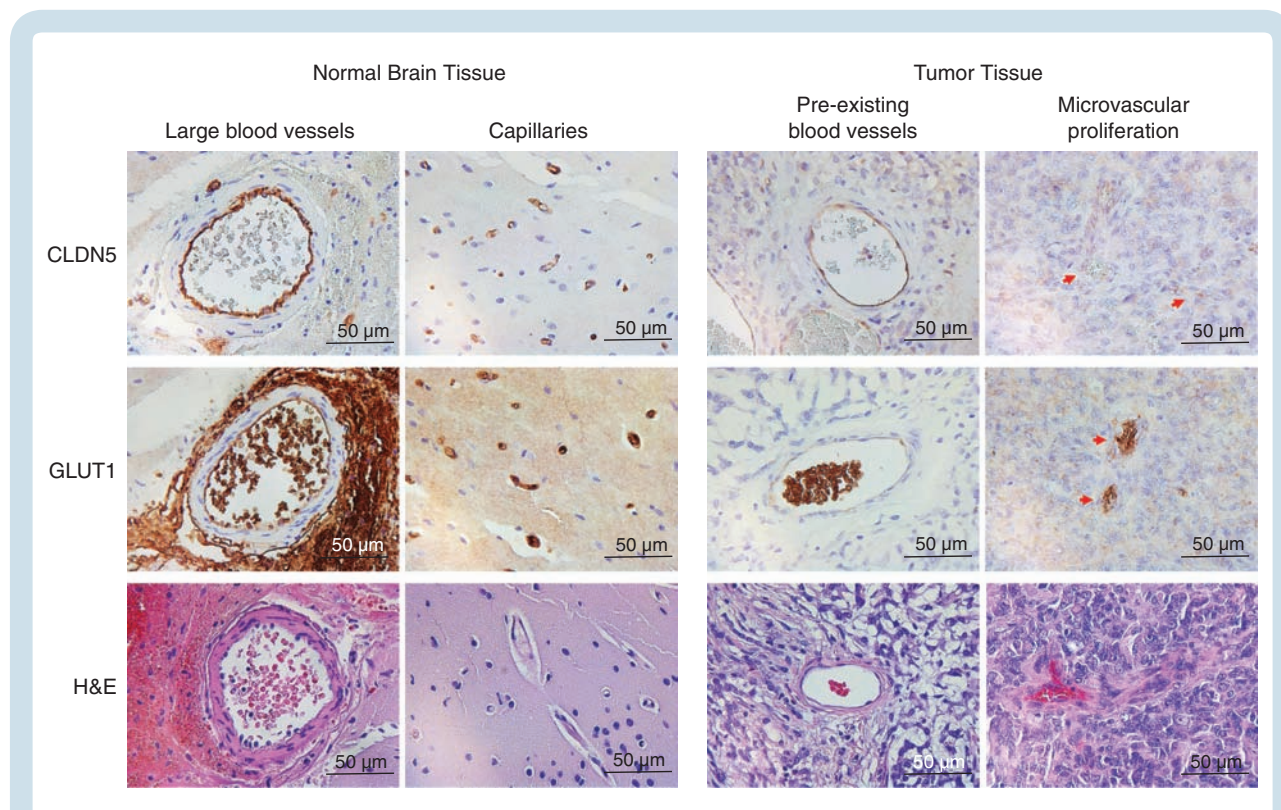 Normal Brain Tissue
Tumor Tissue
Large blood vessels
Capillaries
Pre-existing
blood vessels
Microvascular
proliferation
CLDN5
50 µm
50 µm
50 µm
50 µm
GLUT1
50 µm
50 µm
50 µm
50 µm
H&E
50 µm
50 µm
50 µm
50 µm